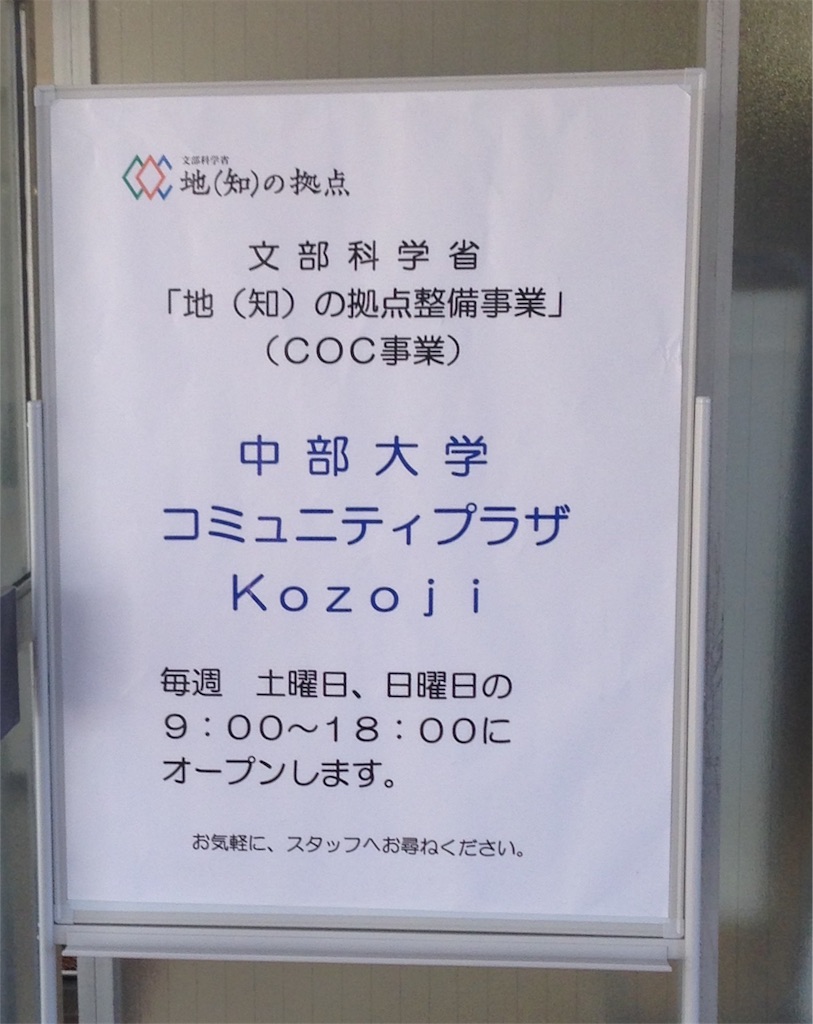 文部科学省
地(知)の拠点
文部科学省
「地（知）の拠点整備事業」
（ＣＯＣ事業）
中部大学
コミュニティプラザ
Ｋｏｚｏｊｉ
毎週　土曜日、日曜日の
９：００～１８：００に
オープンします。
お気軽に、スタッフへお尋ねください。